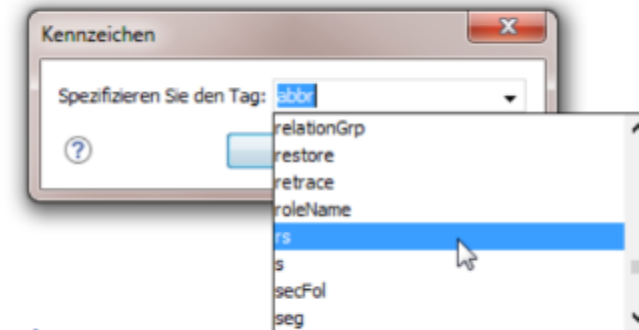 Kennzeichen
Spezifizieren Sie den Tag: abbr
relationGrp
restore
retrace
roleName
rs
s
secFol
seg